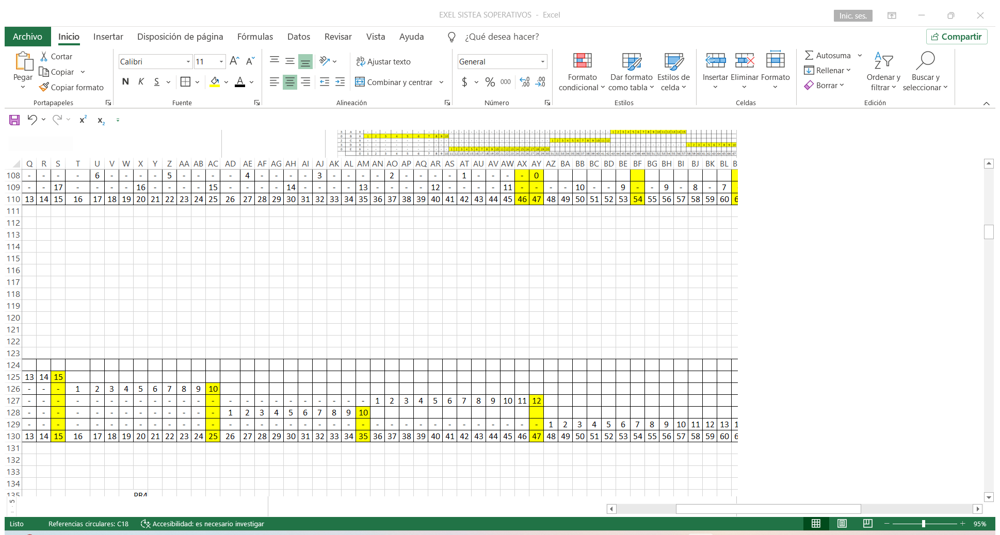 EXEL SISTEA SOPERATIVOS - Excel
Inic. ses.
Archivo Inicio Insertar Disposición de página Fórmulas Datos Revisar Vista Ayuda ¿Qué desea hacer? Compartir
Pegar
Cortar
Copiar
Copiar formato
Portapapeles
Calibri 11
N K S
Fuente
Ajustar texto
Combinar y centrar
Alineación
General
$ % 000
Número
Formato condicional
Dar formato como tabla
Estilos de celda
Estilos
Insertar Eliminar Formato
Celdas
Autosuma
Rellenar
Borrar
Ordenar y filtrar
Buscar y seleccionar
Edición
x² x₂
Q R S T U V W X Y Z AA AB AC AD AE AF AG AH AI AJ AK AL AM AN AO AP AQ AR AS AT AU AV AW AX AY AZ BA BB BC BD BE BF BG BH BI BJ BK BL
108 - - - - 6 - - - - 5 - - - - 4 - - - - 3 - - - - 2 - - - - 1 - - - - 0
109 - - 17 - - - - 16 - - - - 15 - - - - 14 - - - - 13 - - - - 12 - - - - 11 - - - - 10 - - 9 - - 9 - 8 - 7
110 13 14 15 16 17 18 19 20 21 22 23 24 25 26 27 28 29 30 31 32 33 34 35 36 37 38 39 40 41 42 43 44 45 46 47 48 49 50 51 52 53 54 55 56 57 58 59 60
111
112
113
114
115
116
117
118
119
120
121
122
123
124
125 13 14 15
126 - - - 1 2 3 4 5 6 7 8 9 10
127 - - - - - - - - - - - - - - - - - - - - - - - 1 2 3 4 5 6 7 8 9 10 11 12
128 - - - - - - - - - - - - - 1 2 3 4 5 6 7 8 9 10
129 - - - - - - - - - - - - - - - - - - - - - - - - - - - - - - - - - - - 1 2 3 4 5 6 7 8 9 10 11 12 13
130 13 14 15 16 17 18 19 20 21 22 23 24 25 26 27 28 29 30 31 32 33 34 35 36 37 38 39 40 41 42 43 44 45 46 47 48 49 50 51 52 53 54 55 56 57 58 59 60
131
132
133
134
135 PR4
Listo Referencias circulares: C18 Accesibilidad: es necesario investigar 95%